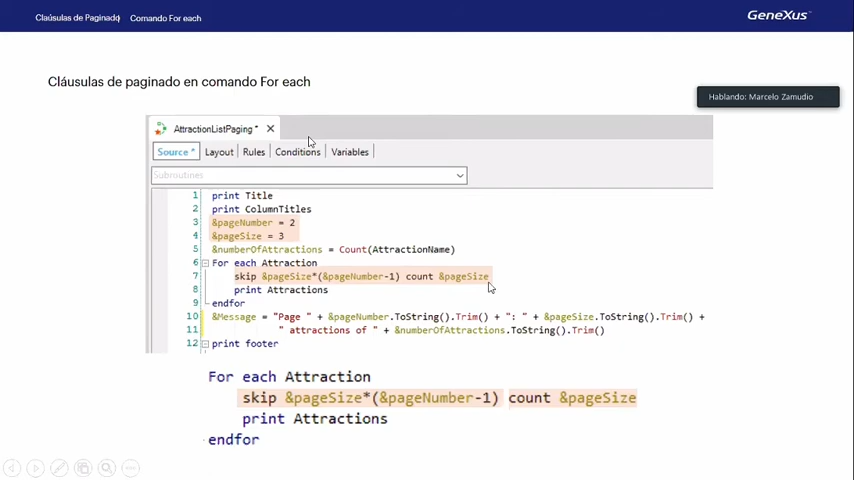 Claúsulas de Paginado
Comando For each
GeneXus™
Cláusulas de paginado en comando For each
Hablando: Marcelo Zamudio
AttractionListPaging * X
Source * Layout Rules Conditions Variables
Subroutines
1 print Title
2 print ColumnTitles
3 &pageNumber = 2
4 &pageSize = 3
5 &numberOfAttractions = Count(AttractionName)
6 For each Attraction
7 skip &pageSize*(&pageNumber-1) count &pageSize
8 print Attractions
9 endfor
10 &Message = "Page " + &pageNumber.ToString().Trim() + ": " + &pageSize.ToString().Trim() +
11 " attractions of " + &numberOfAttractions.ToString().Trim()
12 print footer
For each Attraction
skip &pageSize*(&pageNumber-1) count &pageSize
print Attractions
endfor